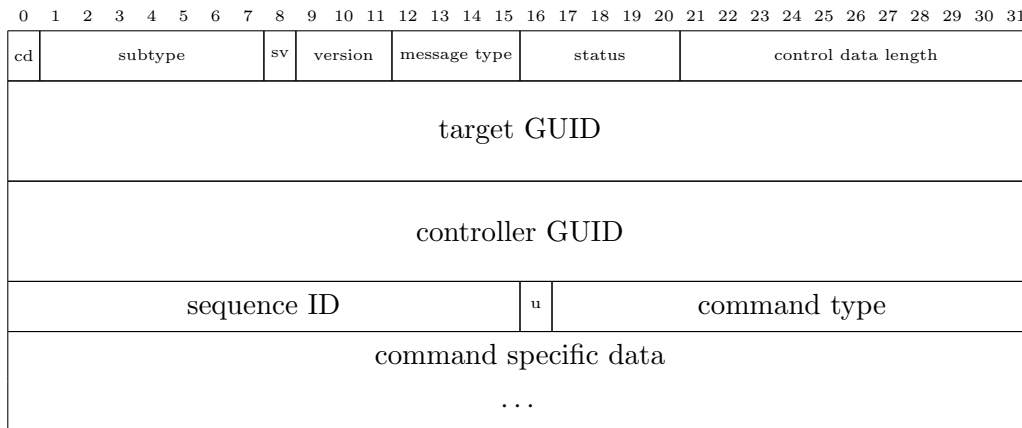 0 1 2 3 4 5 6 7 8 9 10 11 12 13 14 15 16 17 18 19 20 21 22 23 24 25 26 27 28 29 30 31
cd subtype sv version message type status control data length
target GUID
controller GUID
sequence ID u command type
command specific data
...